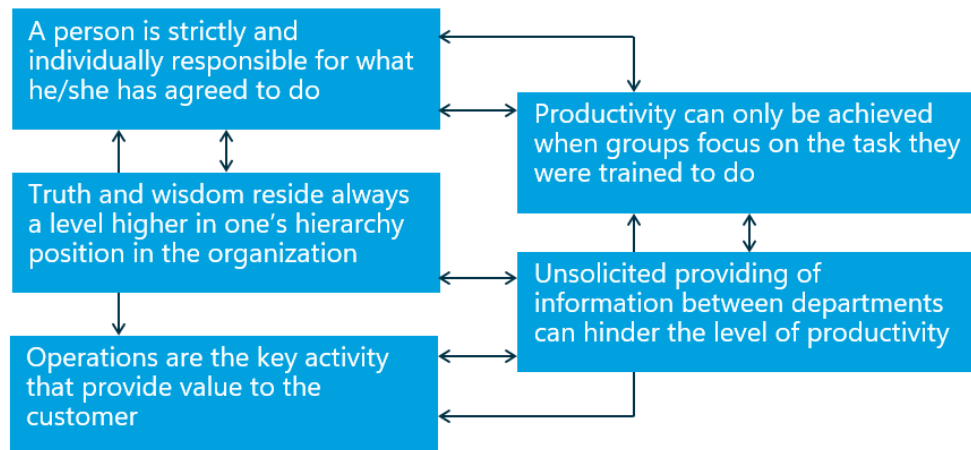 A person is strictly and
individually responsible for what
he/she has agreed to do
Productivity can only be achieved
when groups focus on the task they
were trained to do
Truth and wisdom reside always
a level higher in one’s hierarchy
position in the organization
Unsolicited providing of
information between departments
can hinder the level of productivity
Operations are the key activity
that provide value to the
customer